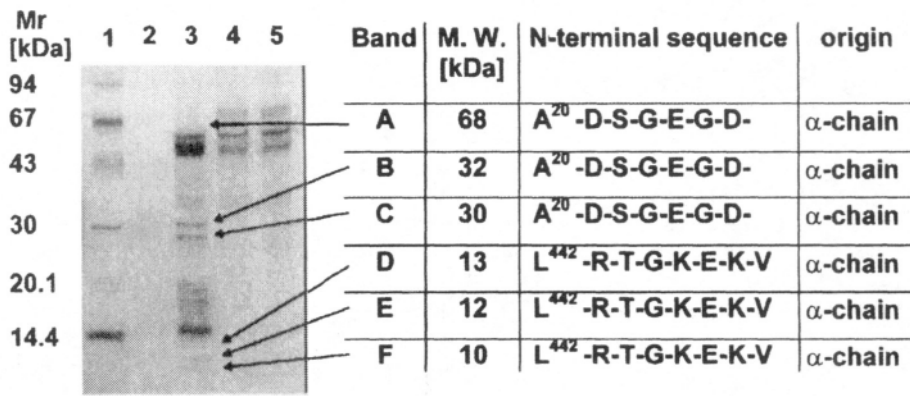 Mr
[kDa]
1 2 3 4 5
94
67
43
30
20.1
14.4
Band M. W. [kDa] N-terminal sequence origin
A 68 A²⁰-D-S-G-E-G-D- α-chain
B 32 A²⁰-D-S-G-E-G-D- α-chain
C 30 A²⁰-D-S-G-E-G-D- α-chain
D 13 L⁴⁴²-R-T-G-K-E-K-V α-chain
E 12 L⁴⁴²-R-T-G-K-E-K-V α-chain
F 10 L⁴⁴²-R-T-G-K-E-K-V α-chain